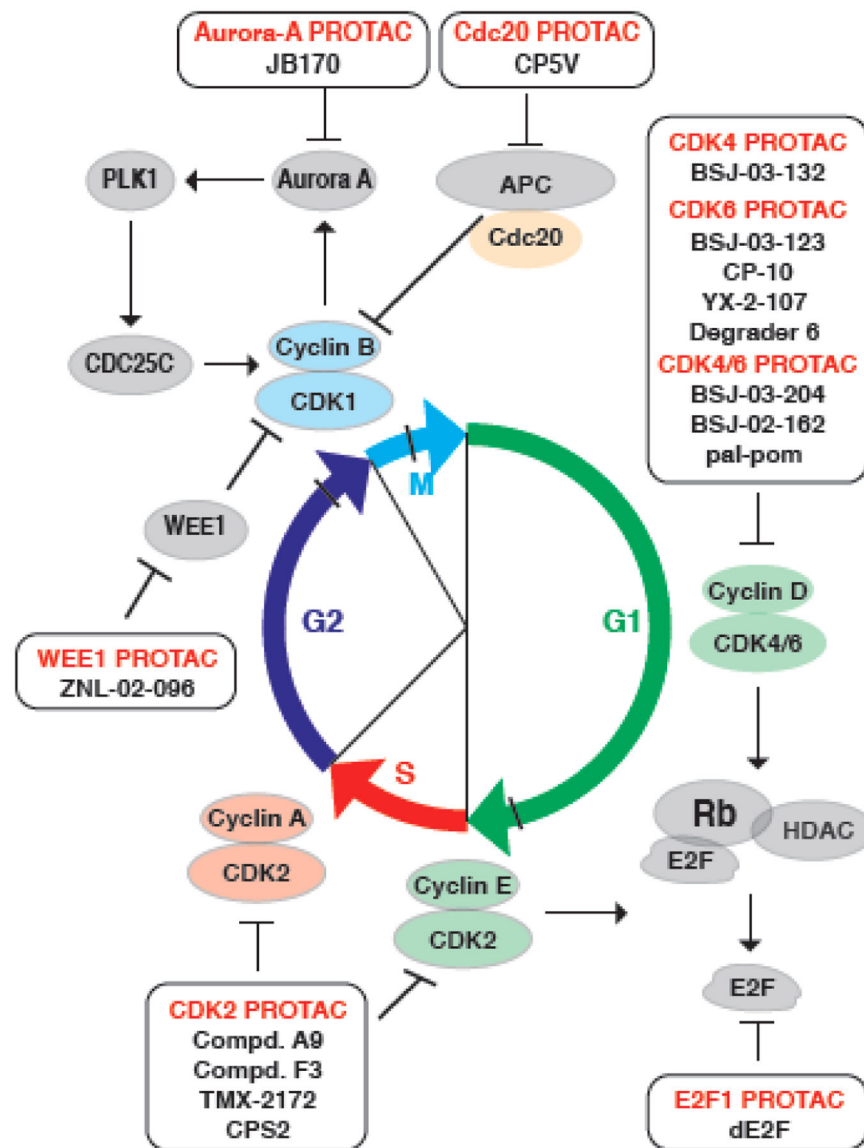 Aurora-A PROTAC
JB170
Cdc20 PROTAC
CP5V
CDK4 PROTAC
BSJ-03-132
CDK6 PROTAC
BSJ-03-123
CP-10
YX-2-107
Degrader 6
CDK4/6 PROTAC
BSJ-03-204
BSJ-02-162
pal-pom
PLK1
Aurora A
APC
Cdc20
CDC25C
Cyclin B
CDK1
M
WEE1
G2
G1
Cyclin D
CDK4/6
WEE1 PROTAC
ZNL-02-096
S
Rb
HDAC
E2F
Cyclin A
CDK2
Cyclin E
CDK2
E2F
CDK2 PROTAC
Compd. A9
Compd. F3
TMX-2172
CPS2
E2F1 PROTAC
dE2F